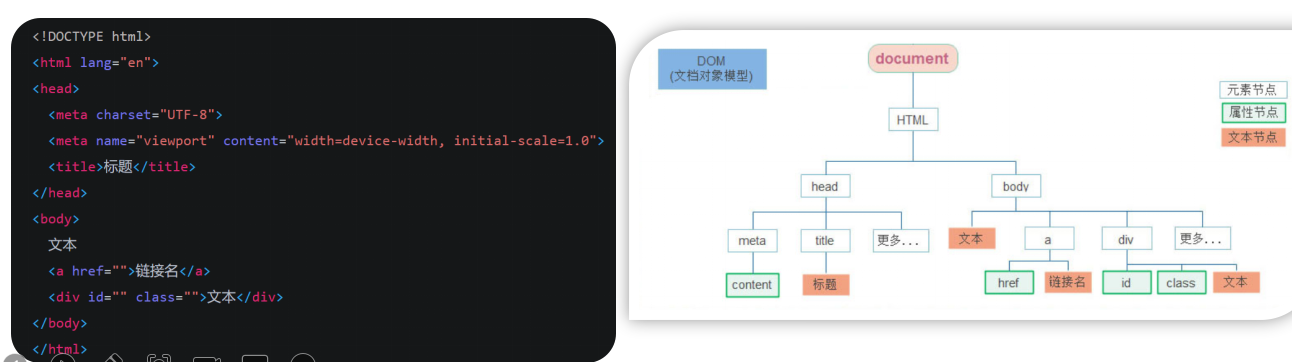 <!DOCTYPE html>
<html lang="en">
<head>
<meta charset="UTF-8">
<meta name="viewport" content="width=device-width, initial-scale=1.0">
<title>标题</title>
</head>
<body>
文本
<a href="">链接名</a>
<div id="" class="">文本</div>
</body>
</html>
DOM
(文档对象模型)
document
元素节点
属性节点
文本节点
HTML
head
body
meta
title
更多...
文本
a
div
更多...
content
标题
href
链接名
id
class
文本